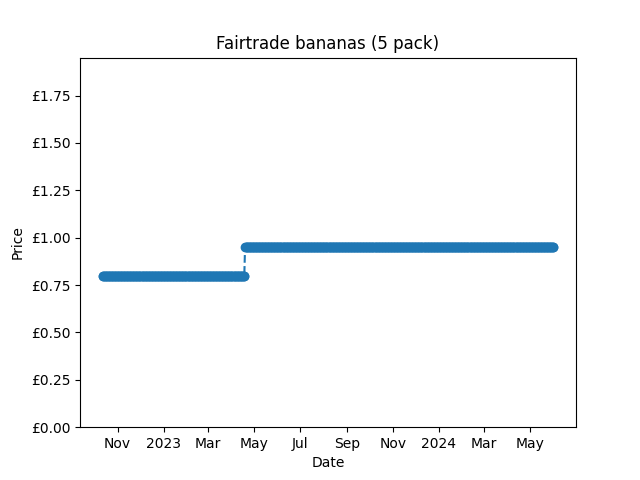 Fairtrade bananas (5 pack)
£1.75
£1.50
£1.25
£1.00
£0.75
£0.50
£0.25
£0.00
Price
Nov 2023 Mar May Jul Sep Nov 2024 Mar May
Date